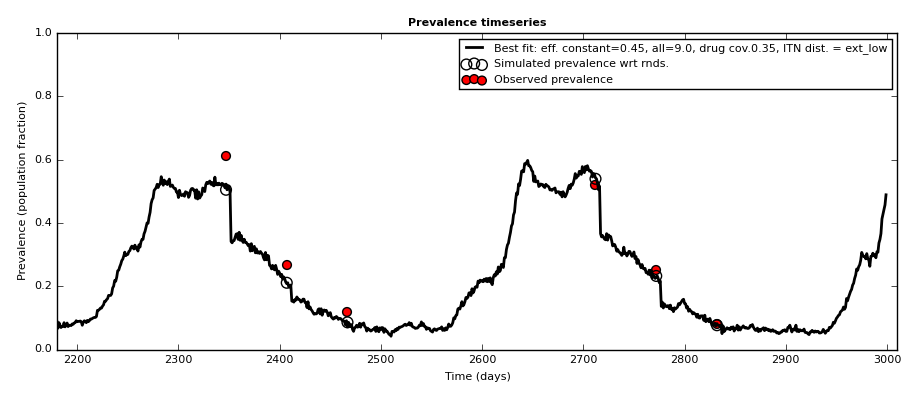 Prevalence timeseries
Best fit: eff. constant=0.45, all=9.0, drug cov.0.35, ITN dist. = ext_low
Simulated prevalence wrt rnds.
Observed prevalence
Prevalence (population fraction)
1.0
0.8
0.6
0.4
0.2
0.0
2200 2300 2400 2500 2600 2700 2800 2900 3000
Time (days)